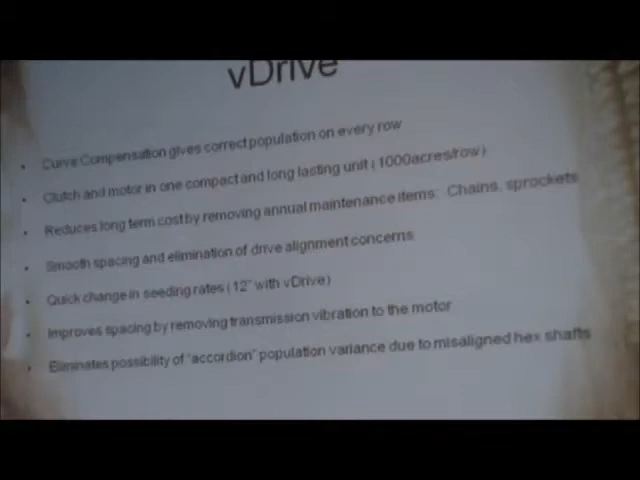 vDrive
• Curve Compensation gives correct population on every row
• Clutch and motor in one compact and long lasting unit (1000acres/row)
• Reduces long term cost by removing annual maintenance items: Chains, sprockets
• Smooth spacing and elimination of drive alignment concerns
• Quick change in seeding rates (12" with vDrive)
• Improves spacing by removing transmission vibration to the motor
• Eliminates possibility of "accordion" population variance due to misaligned hex shafts